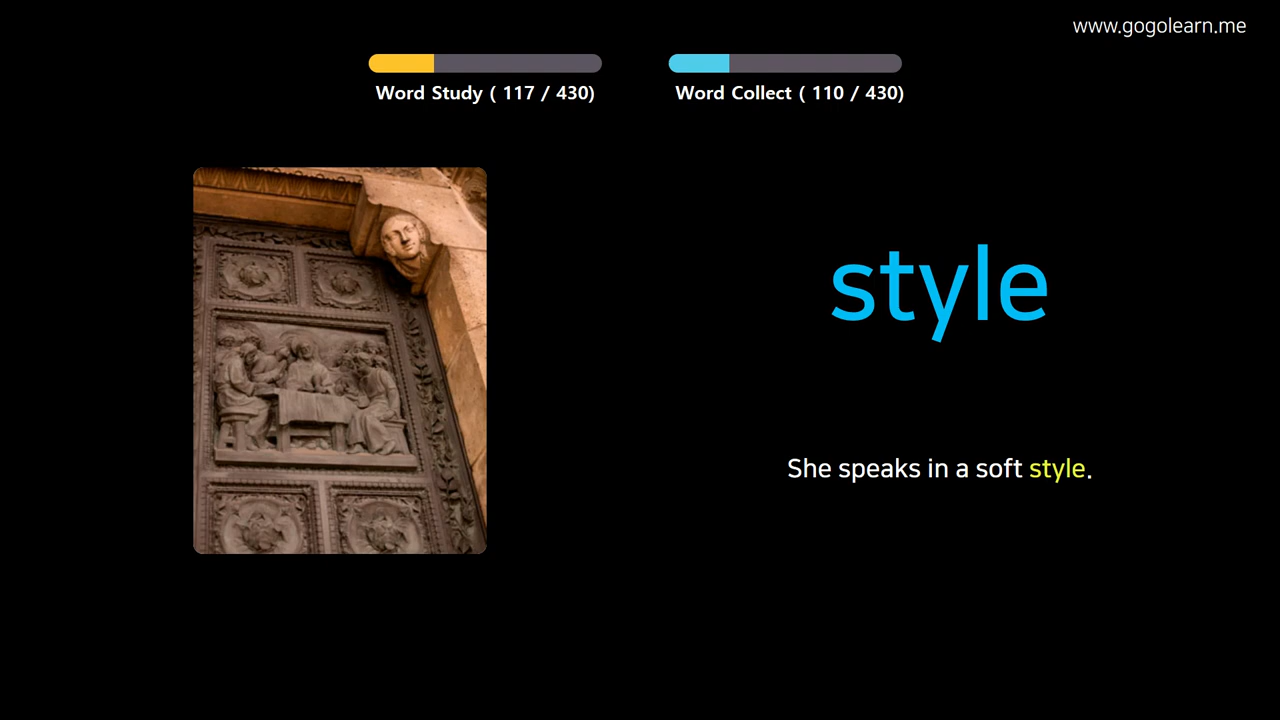 www.gogolearn.me
Word Study ( 117 / 430)
Word Collect ( 110 / 430)
style
She speaks in a soft style.